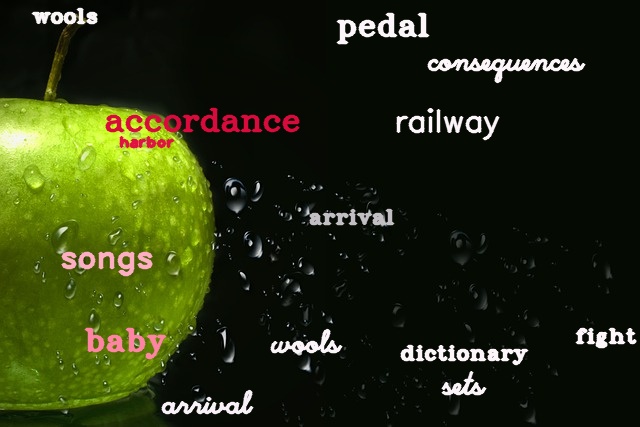 wools
pedal
consequences
accordance
railway
harbor
arrival
songs
baby
wools
dictionary
fight
sets
arrival